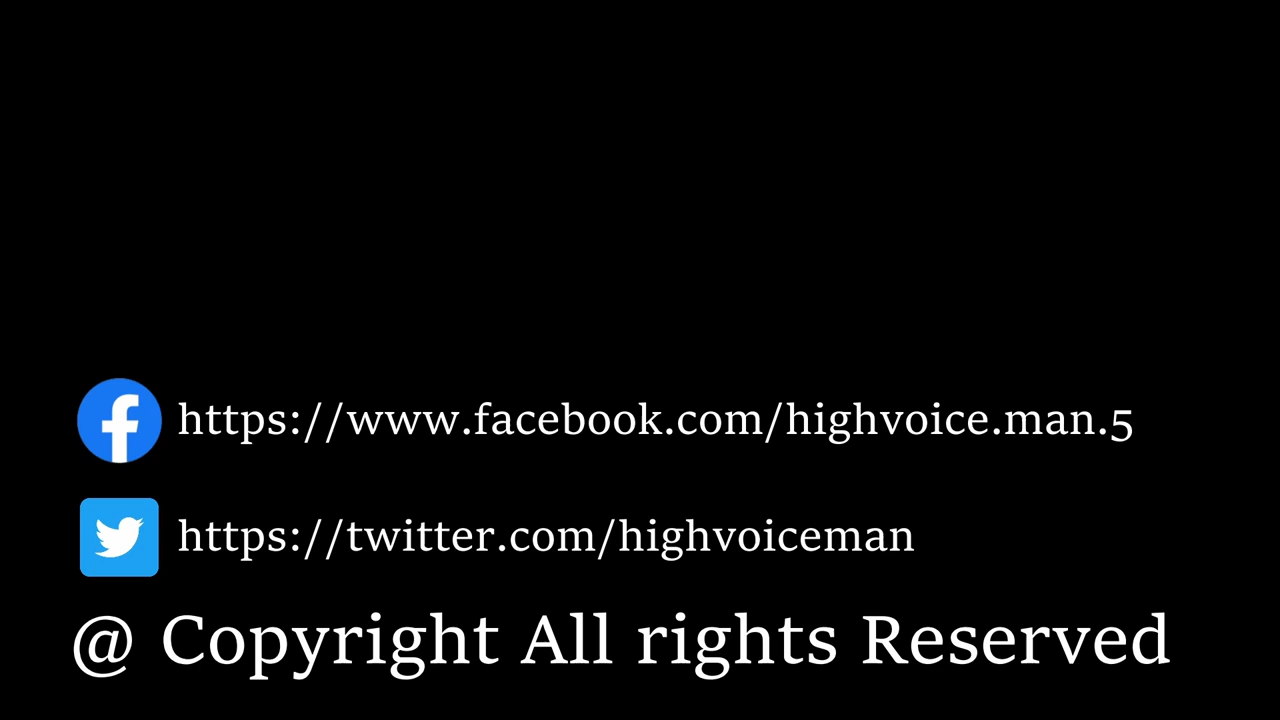 https://www.facebook.com/highvoice.man.5
https://twitter.com/highvoiceman
@ Copyright All rights Reserved